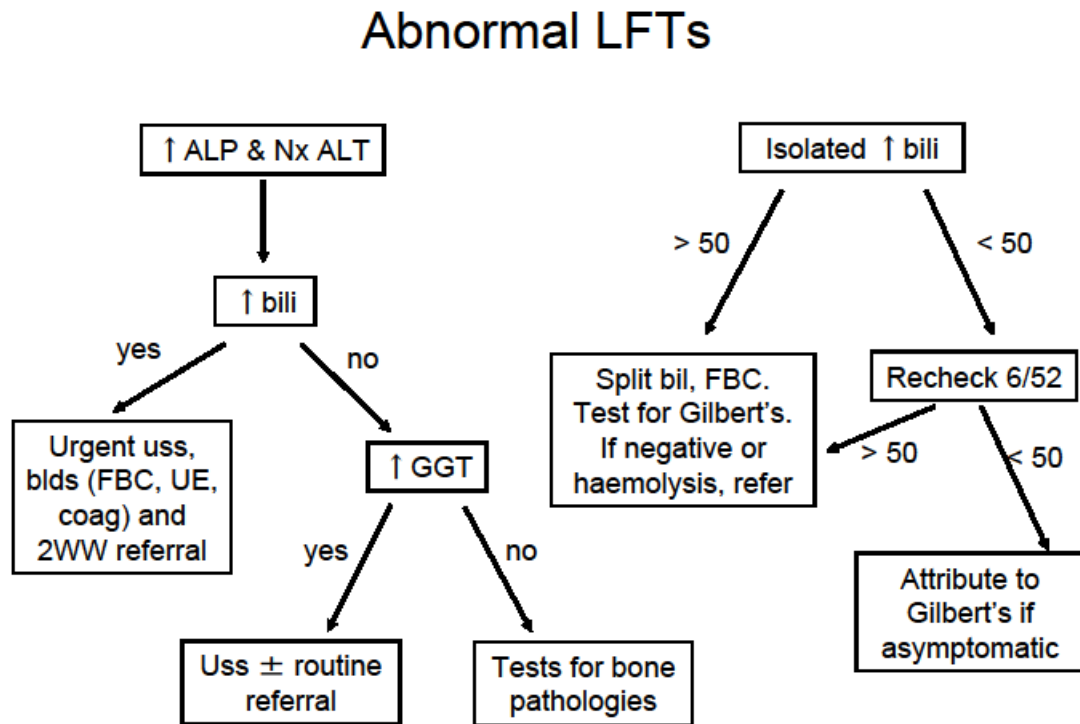 Abnormal LFTs
↑ ALP & Nx ALT
↑ bili
yes
no
Urgent uss,
blds (FBC, UE,
coag) and
2WW referral
↑ GGT
yes
no
Uss ± routine
referral
Tests for bone
pathologies
Isolated ↑ bili
> 50
< 50
Split bil, FBC.
Test for Gilbert's.
If negative or
haemolysis, refer
Recheck 6/52
> 50
< 50
Attribute to
Gilbert's if
asymptomatic